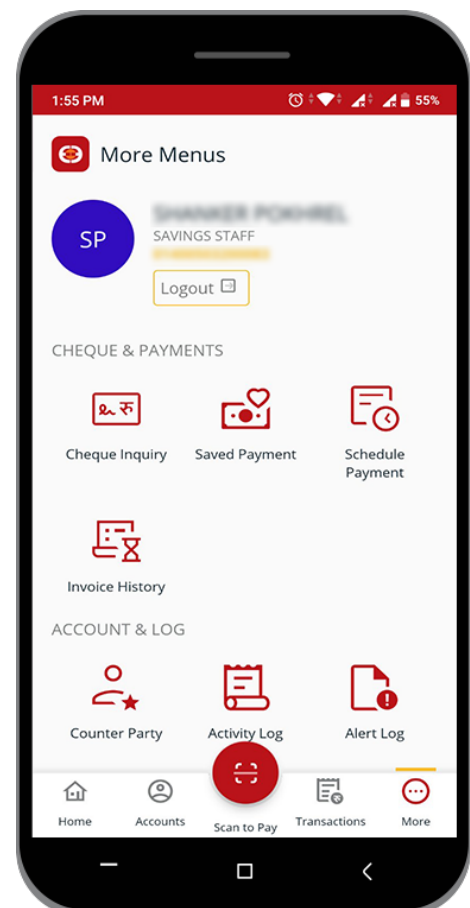 1:55 PM 55%
More Menus
SP
SAVINGS STAFF
Logout
CHEQUE & PAYMENTS
रु
Cheque Inquiry Saved Payment Schedule
Payment
Invoice History
ACCOUNT & LOG
Counter Party Activity Log Alert Log
Home Accounts Scan to Pay Transactions More